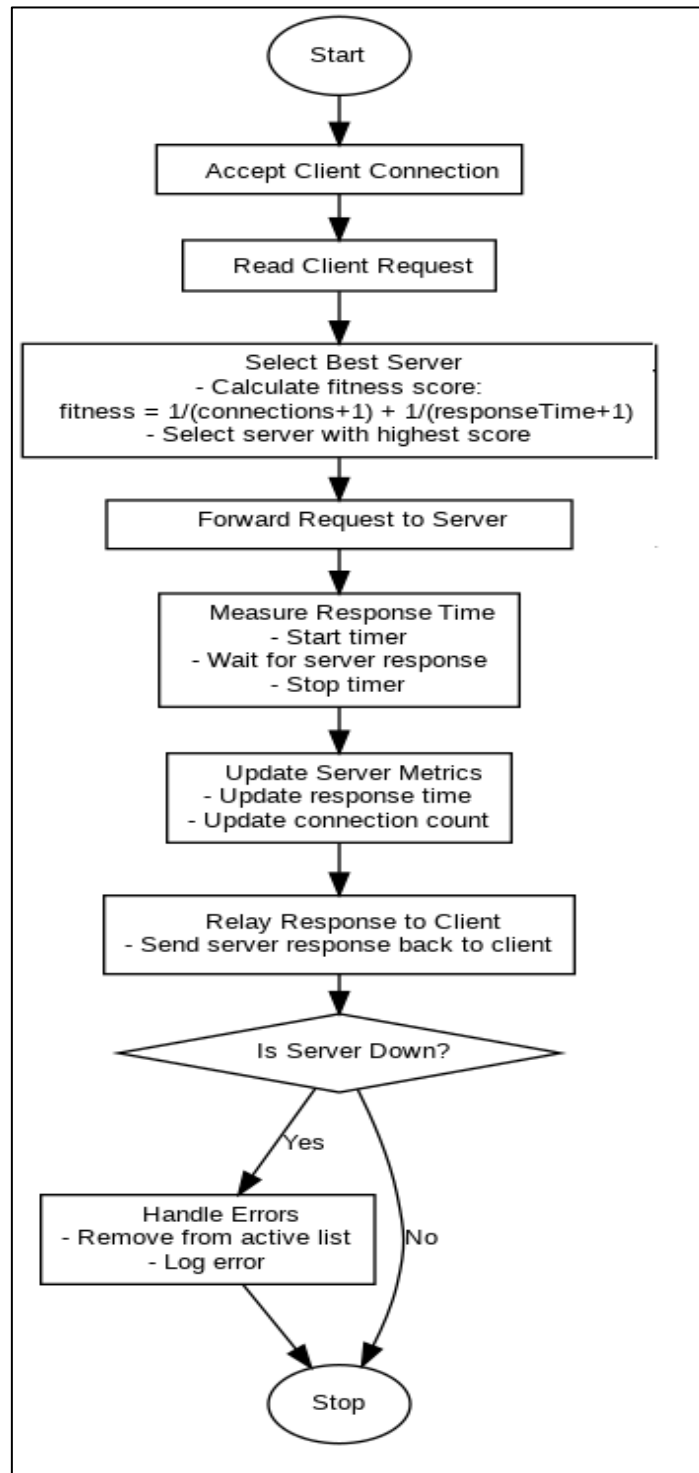 Start
Accept Client Connection
Read Client Request
Select Best Server
- Calculate fitness score:
fitness = 1/(connections+1) + 1/(responseTime+1)
- Select server with highest score
Forward Request to Server
Measure Response Time
- Start timer
- Wait for server response
- Stop timer
Update Server Metrics
- Update response time
- Update connection count
Relay Response to Client
- Send server response back to client
Is Server Down?
Yes
Handle Errors
- Remove from active list
- Log error
No
Stop